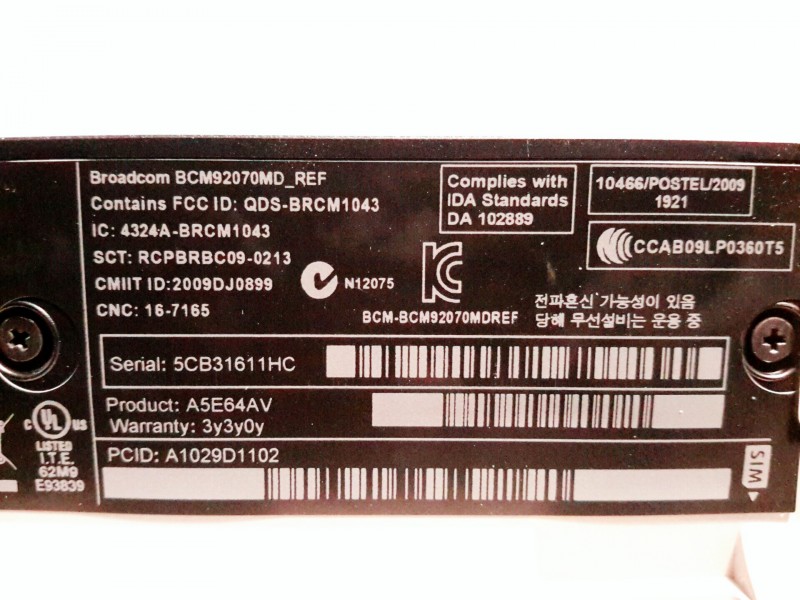 Broadcom BCM92070MD_REF
Contains FCC ID: QDS-BRCM1043
IC: 4324A-BRCM1043
SCT: RCPBRBC09-0213
CMIIT ID:2009DJ0899
CNC: 16-7165
N12075
BCM-BCM92070MDREF
Complies with
IDA Standards
DA 102889
10466/POSTEL/2009
1921
CCAB09LP0360T5
전파혼신 가능성이 있음
당해 무선설비는 운용 중
Serial: 5CB31611HC
Product: A5E64AV
Warranty: 3y3y0y
PCID: A1029D1102
SIM
C UL US
LISTED
I.T.E.
62M9
E93839